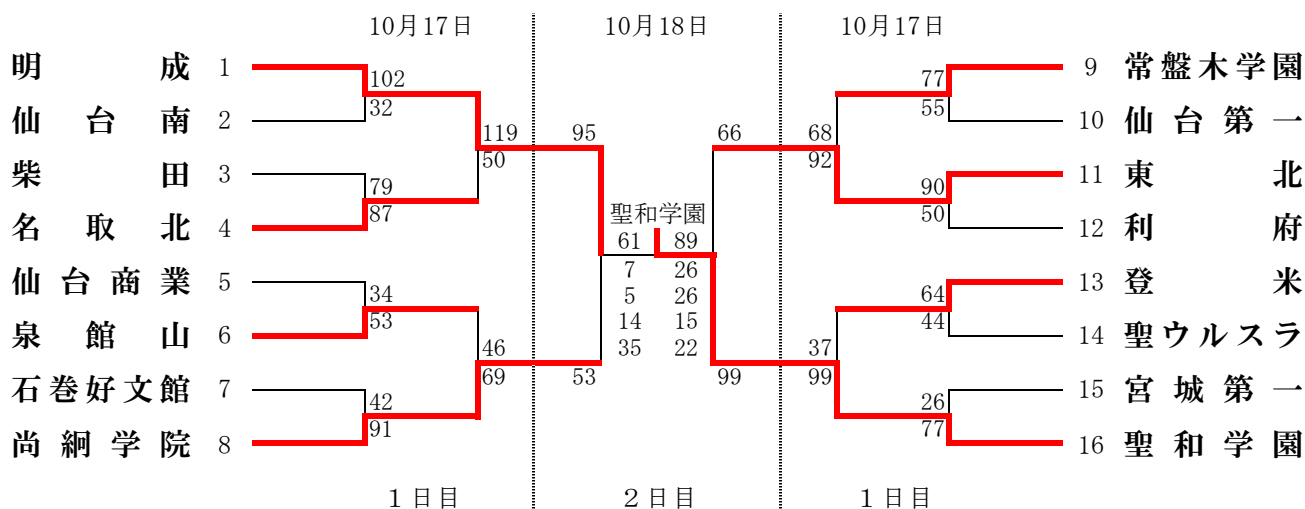 10月17日 10月18日 10月17日
明成 1 102 77 9 常盤木学園
仙台南 2 32 55 10 仙台第一
119 95 66 68
50 92
柴田 3 79 90 11 東北
名取北 4 87 50 12 利府
聖和学園
61 89
7 26
5 26
14 15
35 22
仙台商業 5 34 64 13 登米
泉館山 6 53 44 14 聖ウルスラ
46 37
69 53 99 99
石巻好文館 7 42 26 15 宮城第一
尚絅学院 8 91 77 16 聖和学園
1日目 2日目 1日目